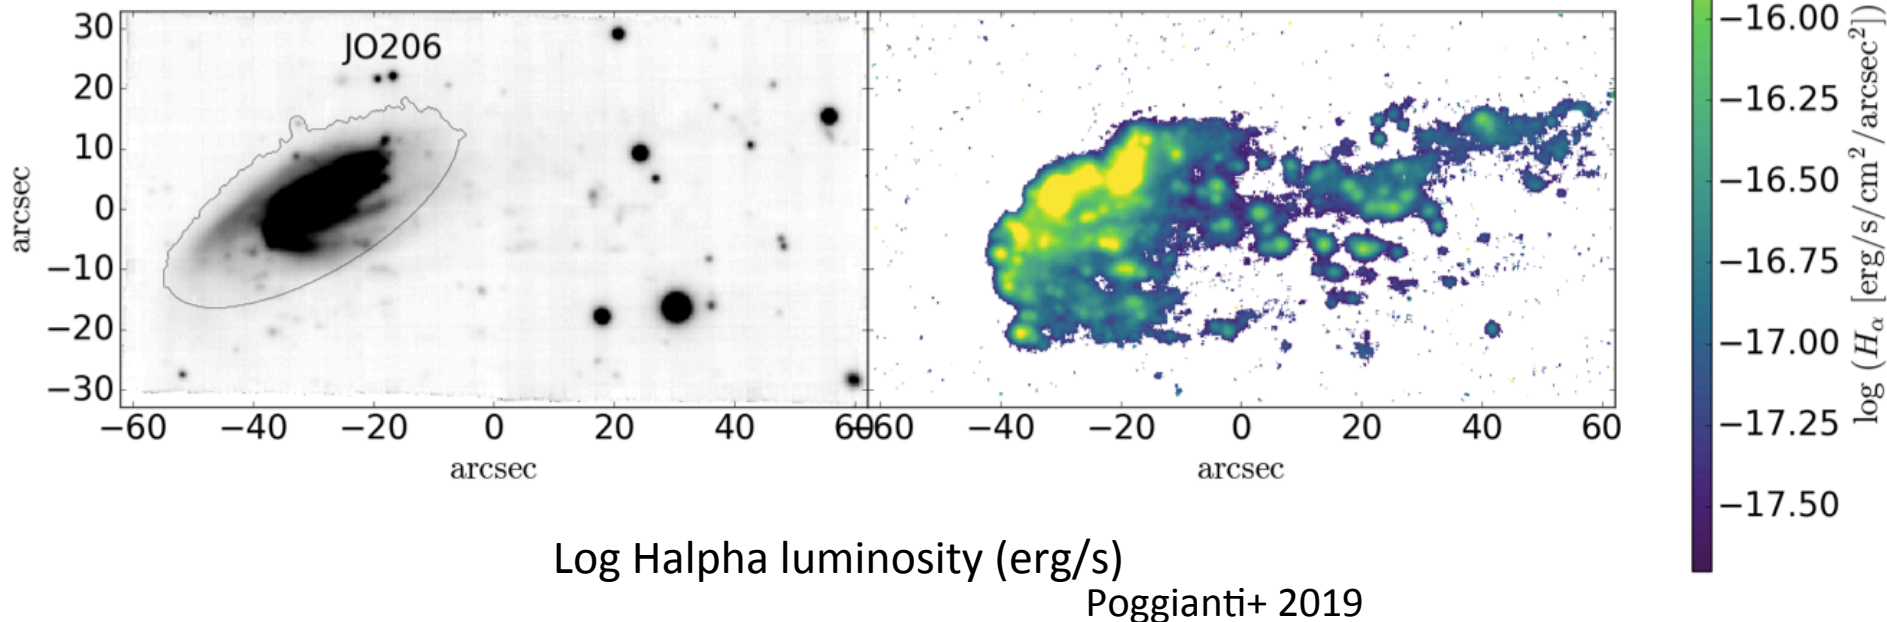 JO206
30
20
10
0
−10
−20
−30
arcsec
−60 −40 −20 0 20 40 60
arcsec
−60 −40 −20 0 20 40 60
arcsec
−16.00
−16.25
−16.50
−16.75
−17.00
−17.25
−17.50
log (Hα [erg/s/cm²/arcsec²])
Log Halpha luminosity (erg/s)
Poggianti+ 2019